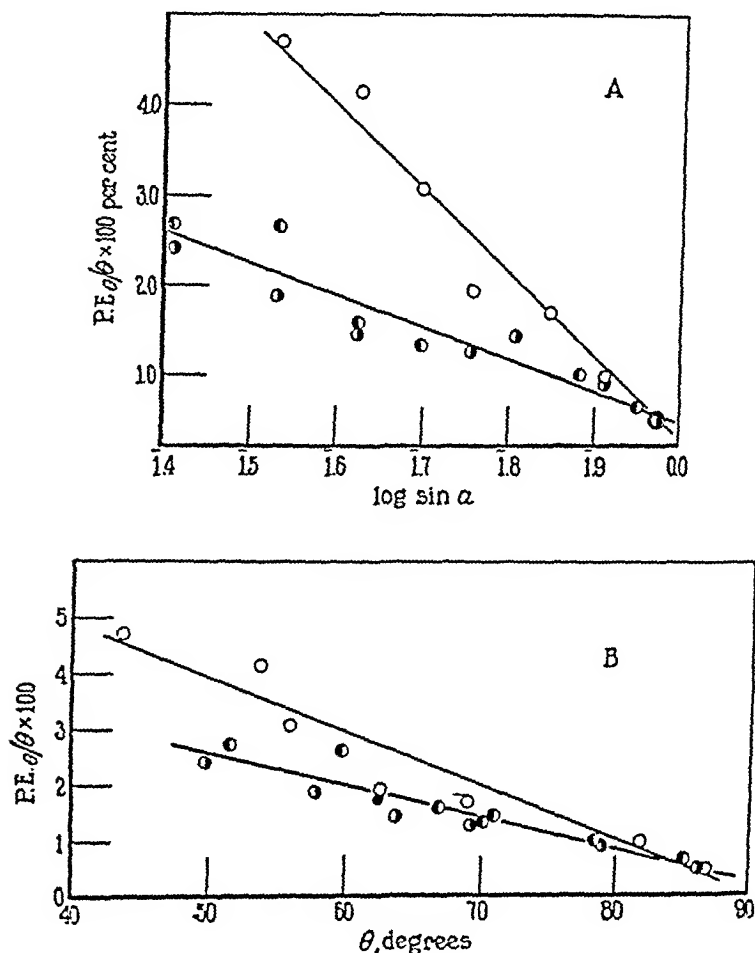 A
P.E.θ/θ×100 per cent
4.0
3.0
2.0
1.0
1̄.4 1̄.5 1̄.6 1̄.7 1̄.8 1̄.9 0.0
log sin α
B
P.E.θ/θ×100
5
4
3
2
1
0
40 50 60 70 80 90
θ, degrees